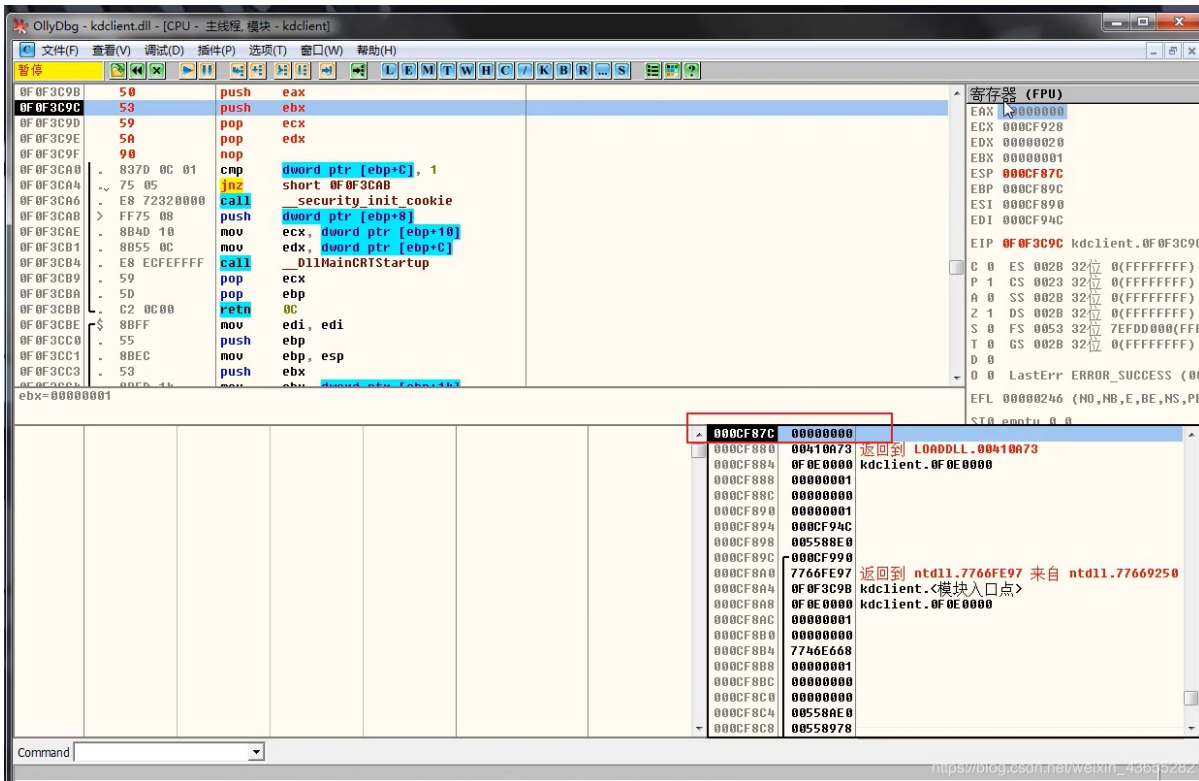 OllyDbg - kdclient.dll - [CPU - 主线程, 模块 - kdclient]
C 文件(F) 查看(V) 调试(D) 插件(P) 选项(T) 窗口(W) 帮助(H)
暂停 L E M T W H C / K B R ... S ?
0F0F3C9B 50 push eax
0F0F3C9C 53 push ebx
0F0F3C9D 59 pop ecx
0F0F3C9E 5A pop edx
0F0F3C9F 90 nop
0F0F3CA0 . 837D 0C 01 cmp dword ptr [ebp+C], 1
0F0F3CA4 . 75 05 jnz short 0F0F3CAB
0F0F3CA6 . E8 72320000 call __security_init_cookie
0F0F3CAB > FF75 08 push dword ptr [ebp+8]
0F0F3CAE . 8B4D 10 mov ecx, dword ptr [ebp+10]
0F0F3CB1 . 8B55 0C mov edx, dword ptr [ebp+C]
0F0F3CB4 . E8 ECFEFFFF call __DllMainCRTStartup
0F0F3CB9 . 59 pop ecx
0F0F3CBA . 5D pop ebp
0F0F3CBB . C2 0C00 retn 0C
0F0F3CBE $ 8BFF mov edi, edi
0F0F3CC0 . 55 push ebp
0F0F3CC1 . 8BEC mov ebp, esp
0F0F3CC3 . 53 push ebx
ebx=00000001
寄存器 (FPU)
EAX 00000000
ECX 000CF928
EDX 00000020
EBX 00000001
ESP 000CF87C
EBP 000CF89C
ESI 000CF890
EDI 000CF94C
EIP 0F0F3C9C kdclient.0F0F3C9C
C 0 ES 002B 32位 0(FFFFFFFF)
P 1 CS 0023 32位 0(FFFFFFFF)
A 0 SS 002B 32位 0(FFFFFFFF)
Z 1 DS 002B 32位 0(FFFFFFFF)
S 0 FS 0053 32位 7EFDD000(FFF
T 0 GS 002B 32位 0(FFFFFFFF)
D 0
O 0 LastErr ERROR_SUCCESS (00
EFL 00000246 (NO,NB,E,BE,NS,PE
ST0 empty 0.0
000CF87C 00000000
000CF880 00410A73 返回到 LOADDLL.00410A73
000CF884 0F0E0000 kdclient.0F0E0000
000CF888 00000001
000CF88C 00000000
000CF890 00000001
000CF894 000CF94C
000CF898 005588E0
000CF89C 000CF990
000CF8A0 7766FE97 返回到 ntdll.7766FE97 来自 ntdll.77669250
000CF8A4 0F0F3C9B kdclient.<模块入口点>
000CF8A8 0F0E0000 kdclient.0F0E0000
000CF8AC 00000001
000CF8B0 00000000
000CF8B4 7746E668
000CF8B8 00000001
000CF8BC 00000000
000CF8C0 00000000
000CF8C4 00558AE0
000CF8C8 00558978
Command
https://blog.csdn.net/weixin_43655282